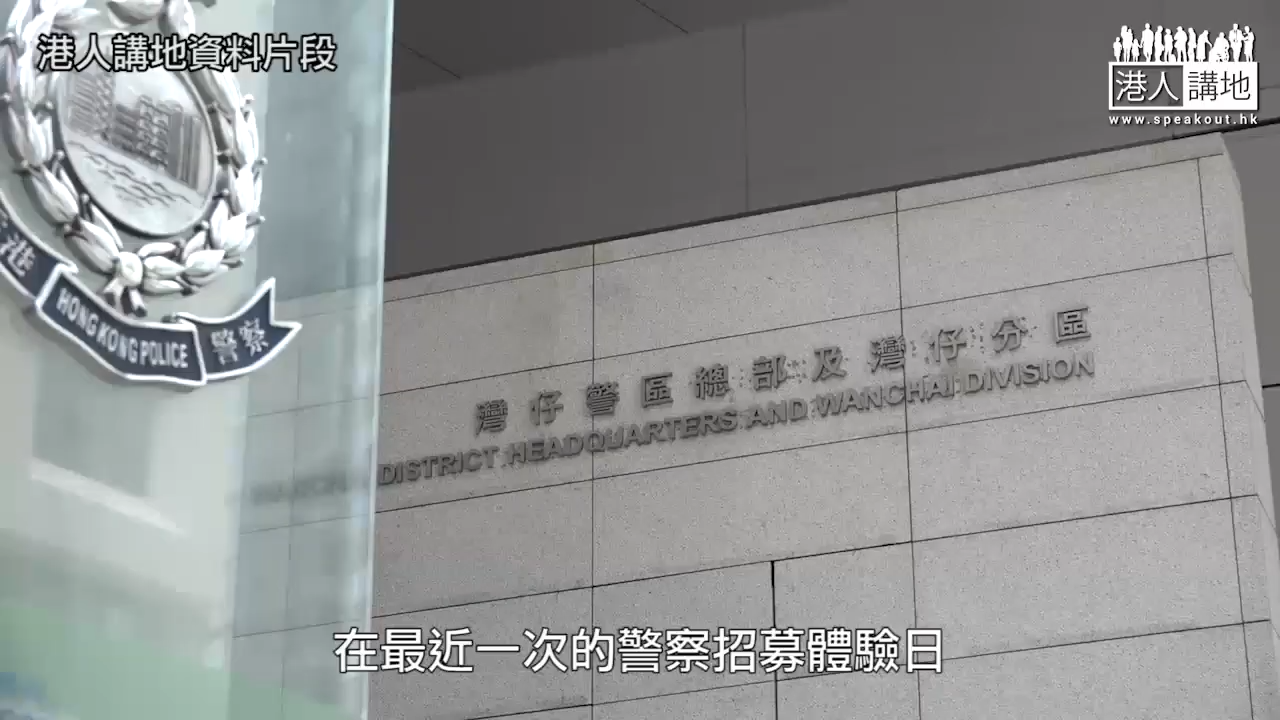 港人講地資料片段
港人講地
www.speakout.hk
港
HONG KONG POLICE
警察
灣仔警區總部及灣仔分區
DISTRICT HEADQUARTERS AND WANCHAI DIVISION
在最近一次的警察招募體驗日